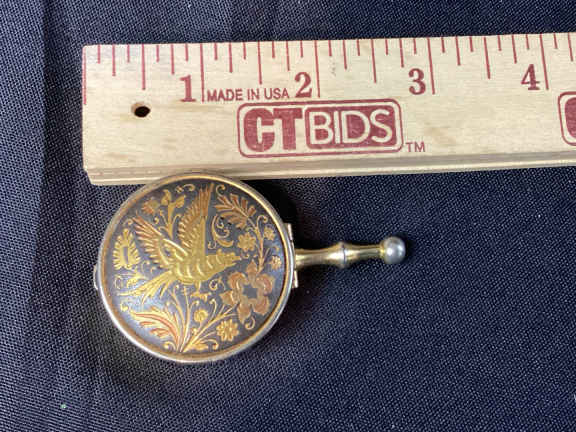 1 2 3 4
MADE IN USA
CTBIDS TM